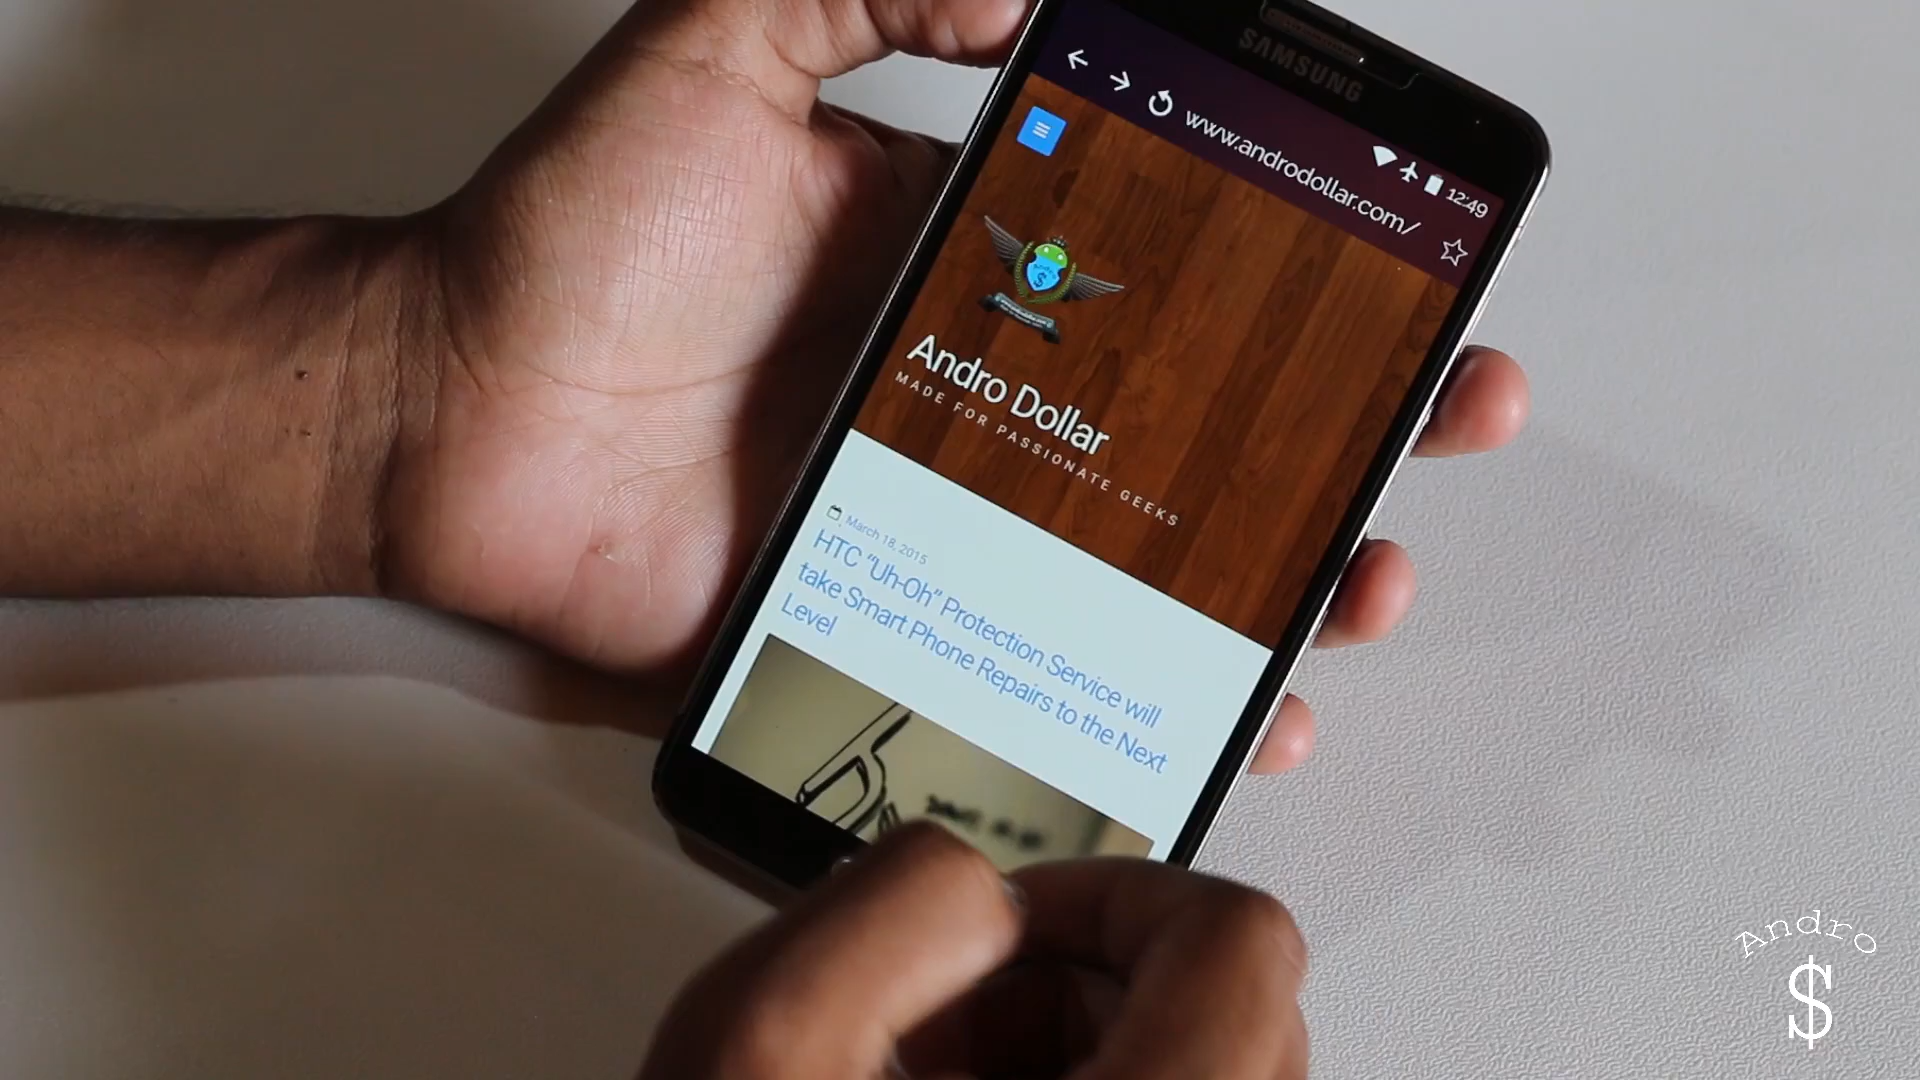 SAMSUNG
12:49
www.androdollar.com/
Andro
$
Andro Dollar
MADE FOR PASSIONATE GEEKS
March 18, 2015
HTC “Uh-Oh” Protection Service will
take Smart Phone Repairs to the Next
Level
Andro
$